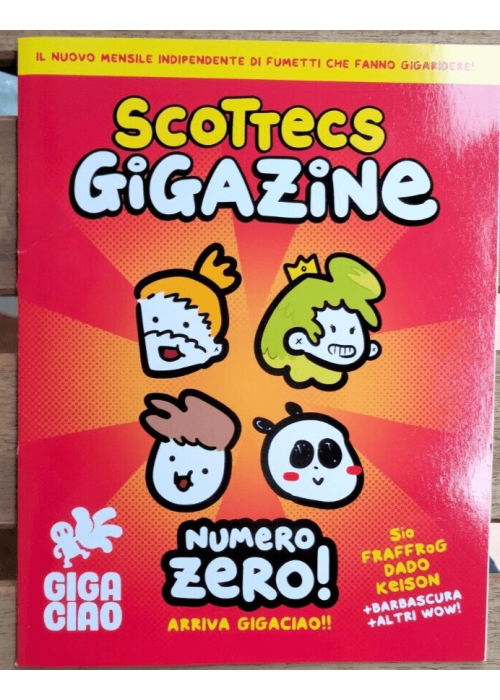 IL NUOVO MENSILE INDIPENDENTE DI FUMETTI CHE FANNO GIGARIDERE!
SCOTTECS
GiGAZiNE
NUMERO
ZERO!
ARRIVA GIGACIAO!!
GIGA
CIAO
Sio
FRAFFROG
DADO
KEISON
+BARBASCURA
+ALTRI WOW!